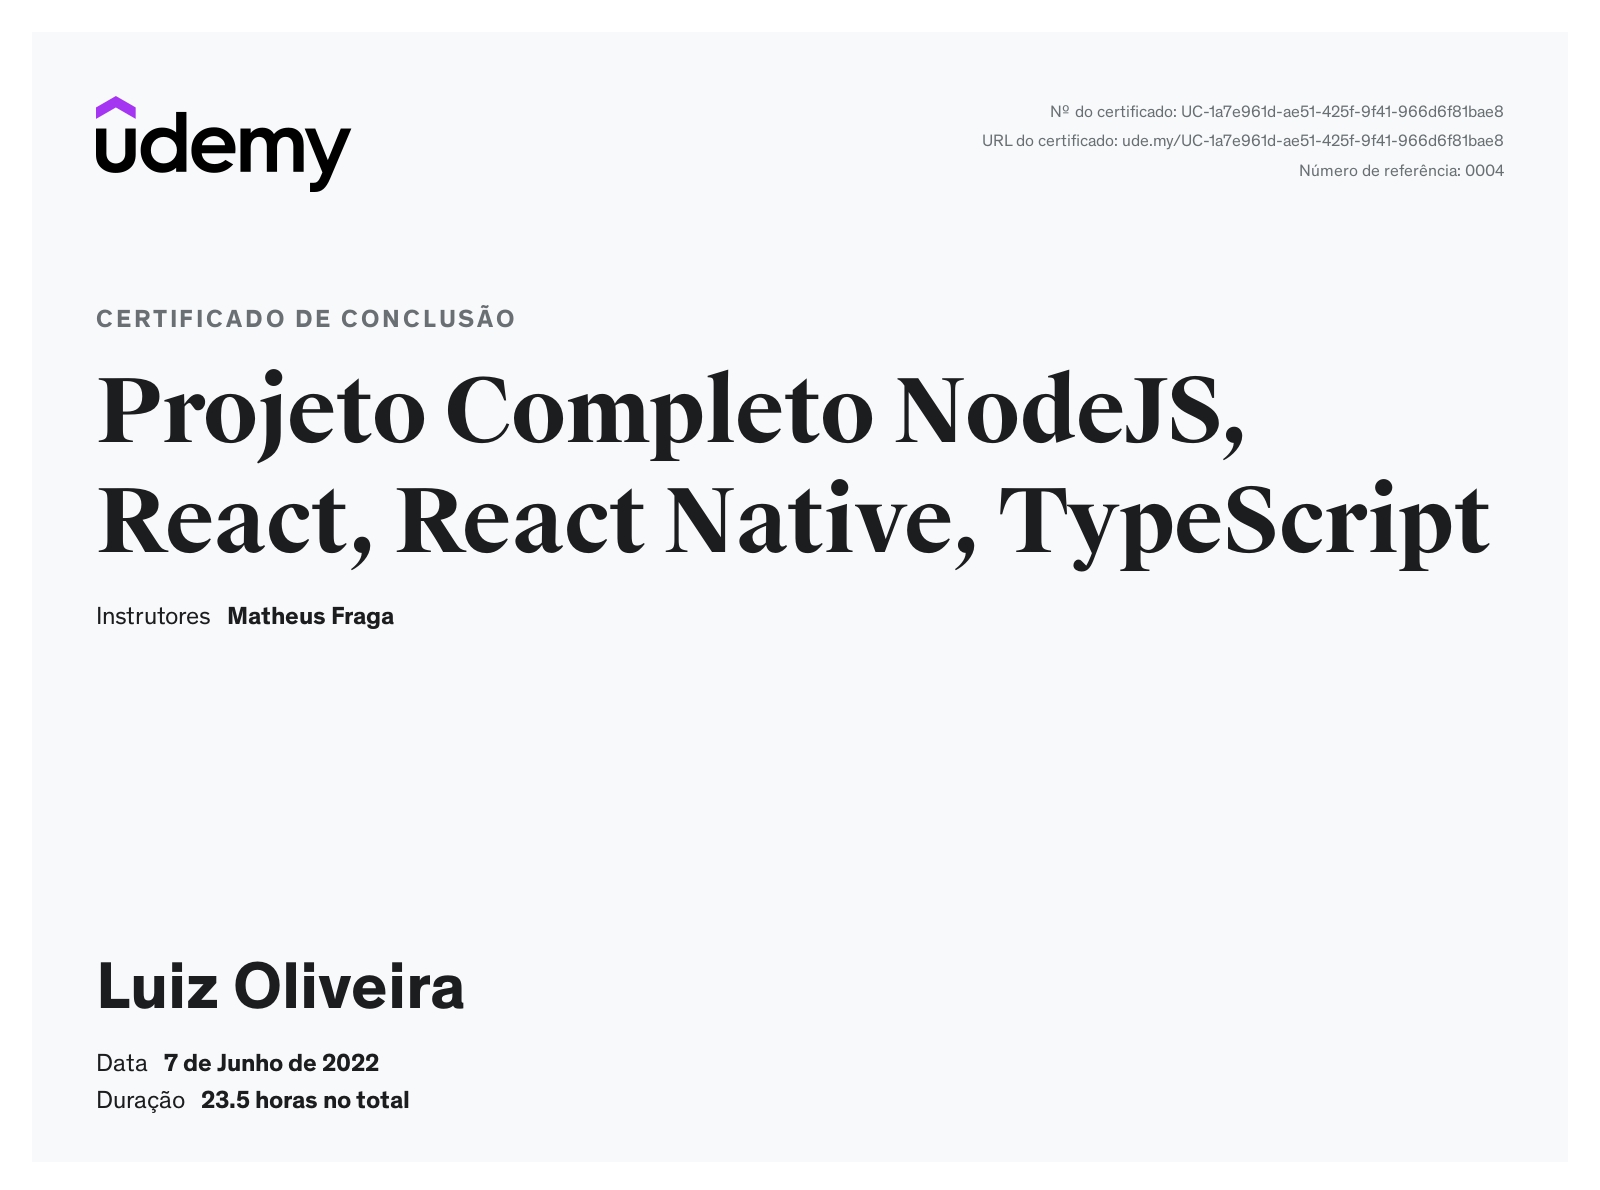 udemy
Nº do certificado: UC-1a7e961d-ae51-425f-9f41-966d6f81bae8
URL do certificado: ude.my/UC-1a7e961d-ae51-425f-9f41-966d6f81bae8
Número de referência: 0004
CERTIFICADO DE CONCLUSÃO
Projeto Completo NodeJS,
React, React Native, TypeScript
Instrutores Matheus Fraga
Luiz Oliveira
Data 7 de Junho de 2022
Duração 23.5 horas no total